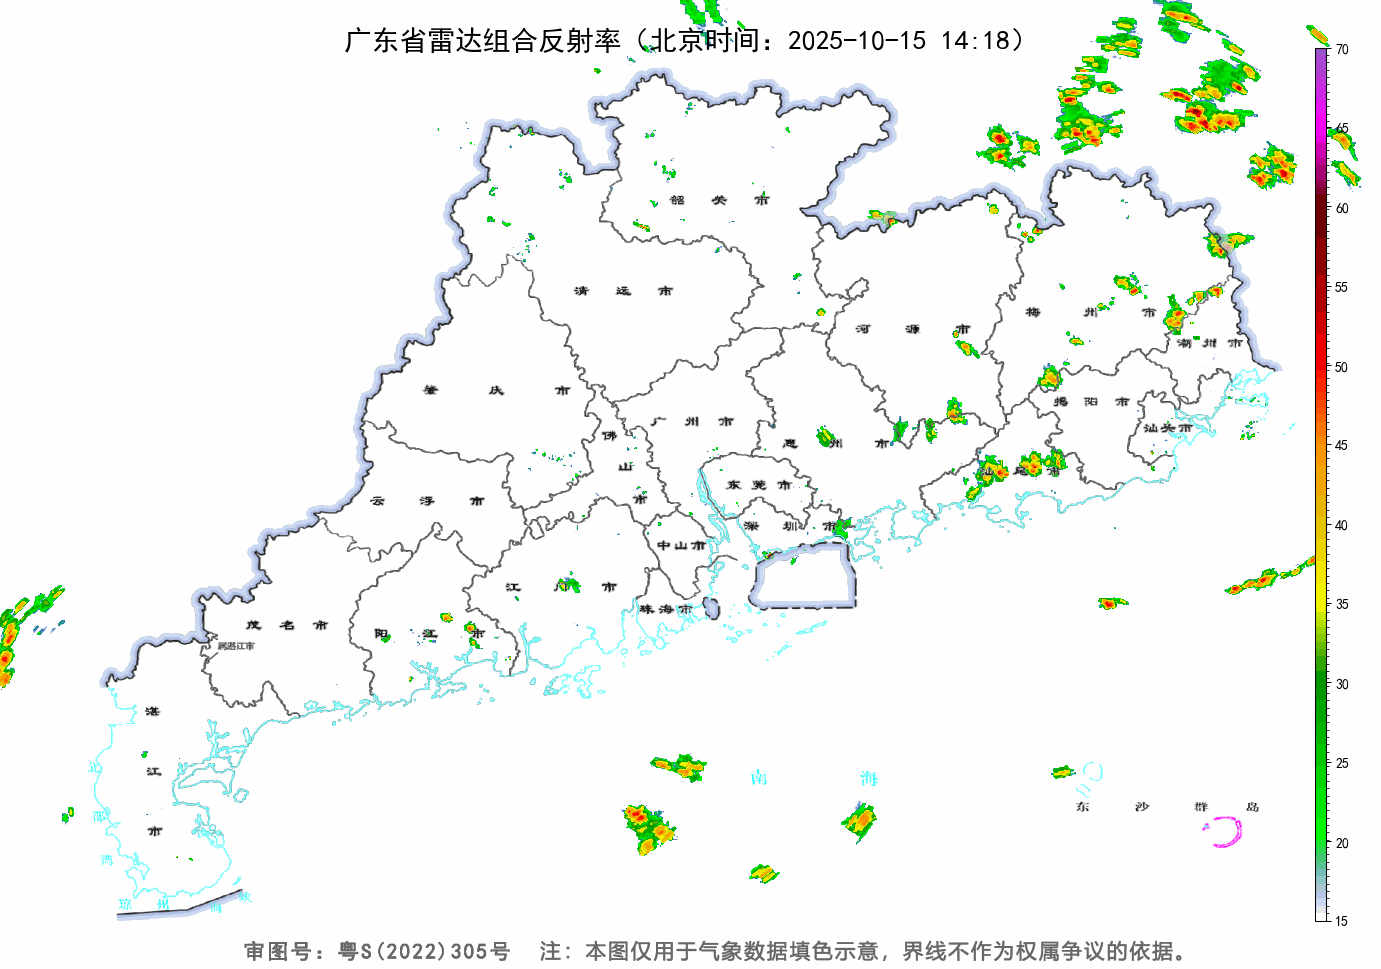 广东省雷达组合反射率（北京时间：2025-10-15 14:18）
70
65
60
55
50
45
40
35
30
25
20
15
韶 关 市
清 远 市
河 源 市
梅 州 市
潮 州 市
肇 庆 市
广 州 市
佛 山 市
惠 州 市
揭 阳 市
汕头市
汕 尾 市
东 莞 市
云 浮 市
深 圳 市
中山市
江 门 市
珠海市
茂 名 市
属湛江市
阳 江 市
湛 江 市
北 部 湾
南 海
东 沙 群 岛
琼 州 海 峡
审图号：粤S(2022)305号 注：本图仅用于气象数据填色示意，界线不作为权属争议的依据。